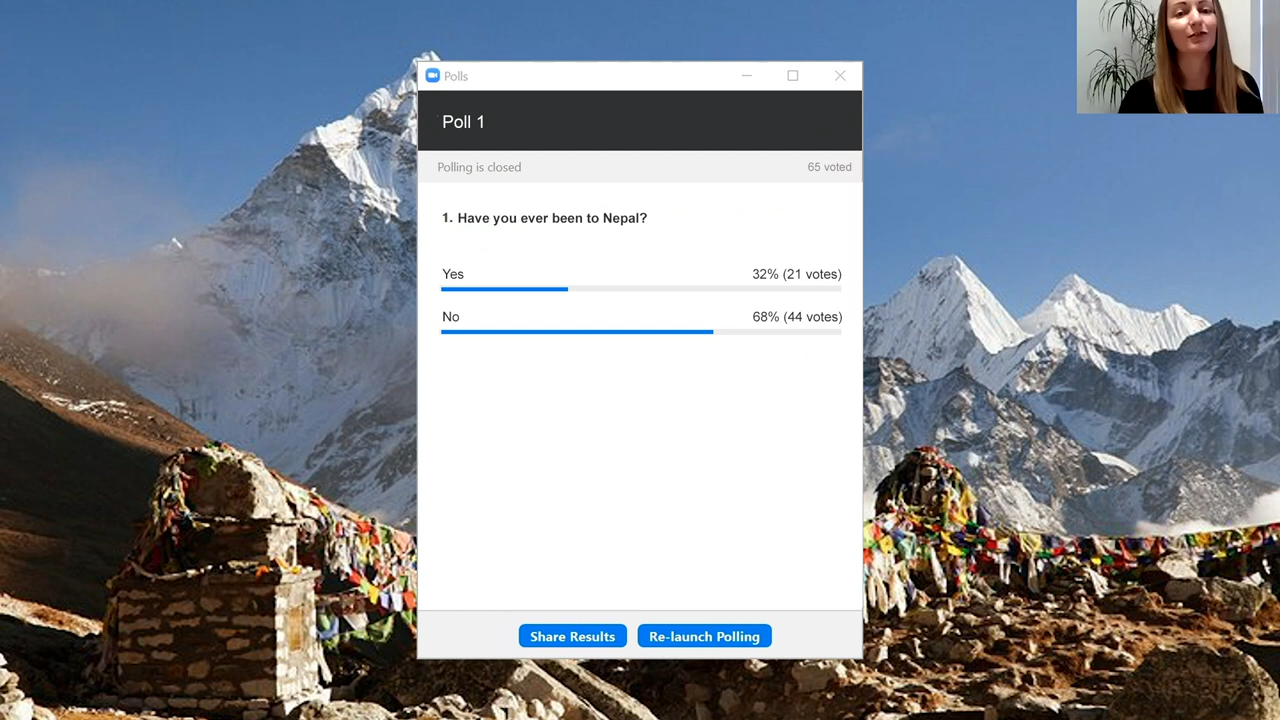 Polls
Poll 1
Polling is closed 65 voted
1. Have you ever been to Nepal?
Yes 32% (21 votes)
No 68% (44 votes)
Share Results Re-launch Polling